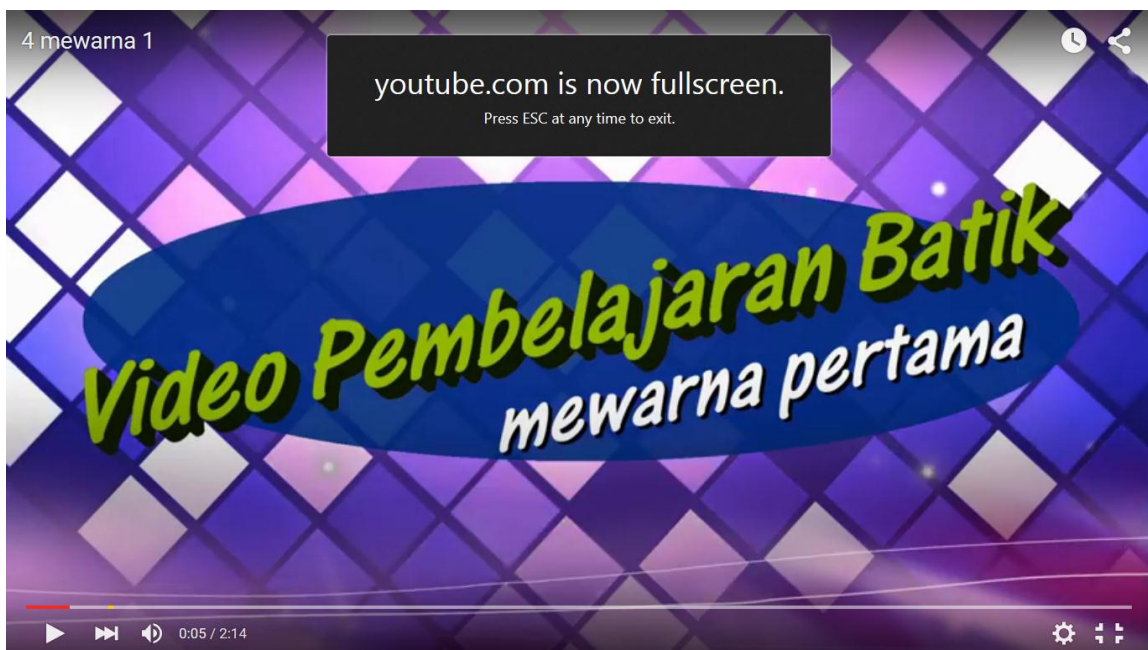 4 mewarna 1
youtube.com is now fullscreen.
Press ESC at any time to exit.
Video Pembelajaran Batik
mewarna pertama
0:05 / 2:14